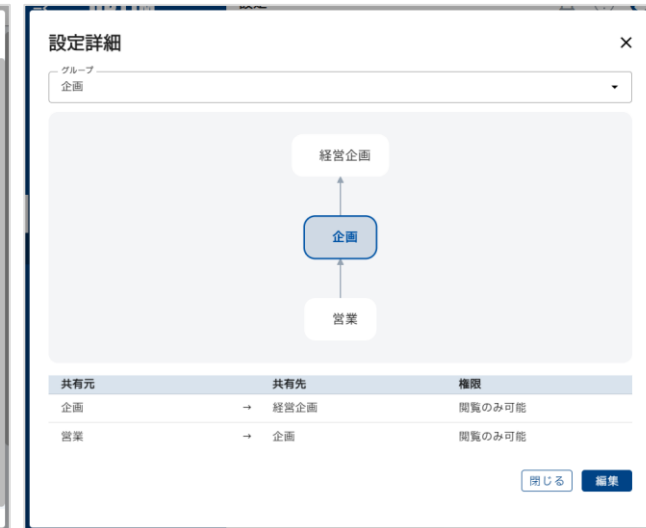 設定詳細
グループ
企画
経営企画
企画
営業
共有元 共有先 権限
企画 → 経営企画 閲覧のみ可能
営業 → 企画 閲覧のみ可能
閉じる 編集